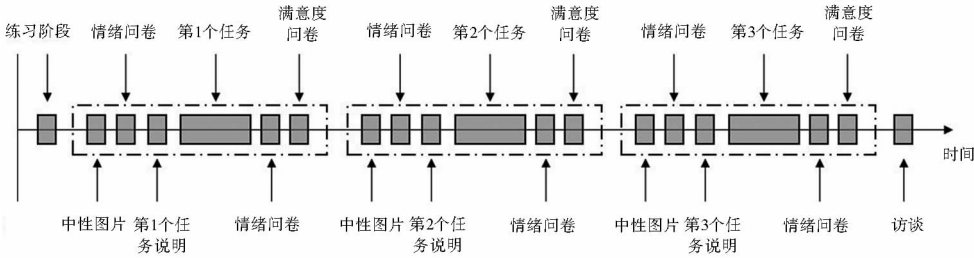 练习阶段
情绪问卷
第1个任务
满意度
问卷
情绪问卷
第2个任务
满意度
问卷
情绪问卷
第3个任务
满意度
问卷
时间
中性图片
第1个任
务说明
情绪问卷
中性图片
第2个任
务说明
情绪问卷
中性图片
第3个任
务说明
情绪问卷
访谈